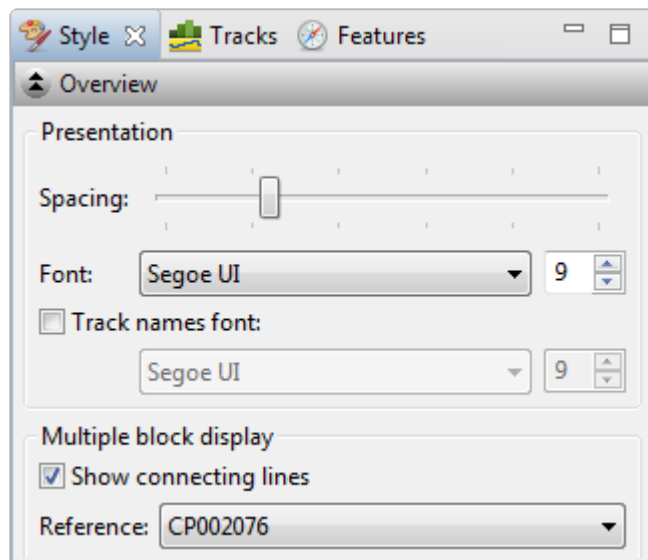 Style Tracks Features
Overview
Presentation
Spacing:
Font: Segoe UI 9
Track names font:
Segoe UI 9
Multiple block display
Show connecting lines
Reference: CP002076